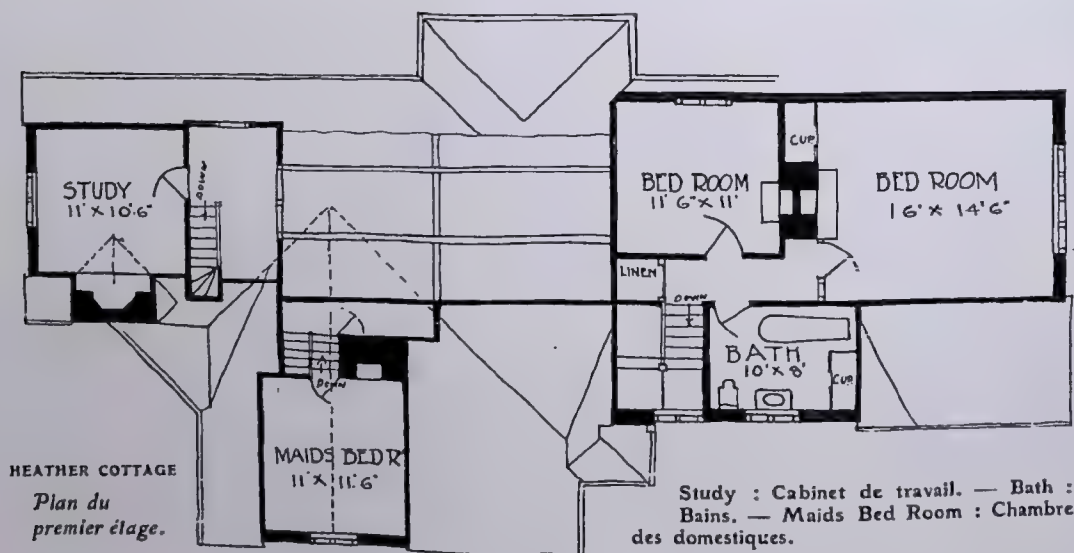 STUDY
11' X 10'.6"
DOWN
BED ROOM
11' 6" X 11'
CUP
BED ROOM
16' X 14' 6"
LINEN
DOWN
BATH
10' X 8'
CUP
DOWN
MAIDS BED R
11' X 11'.6"
HEATHER COTTAGE
Plan du
premier étage.
Study : Cabinet de travail. — Bath :
Bains. — Maids Bed Room : Chambre
des domestiques.